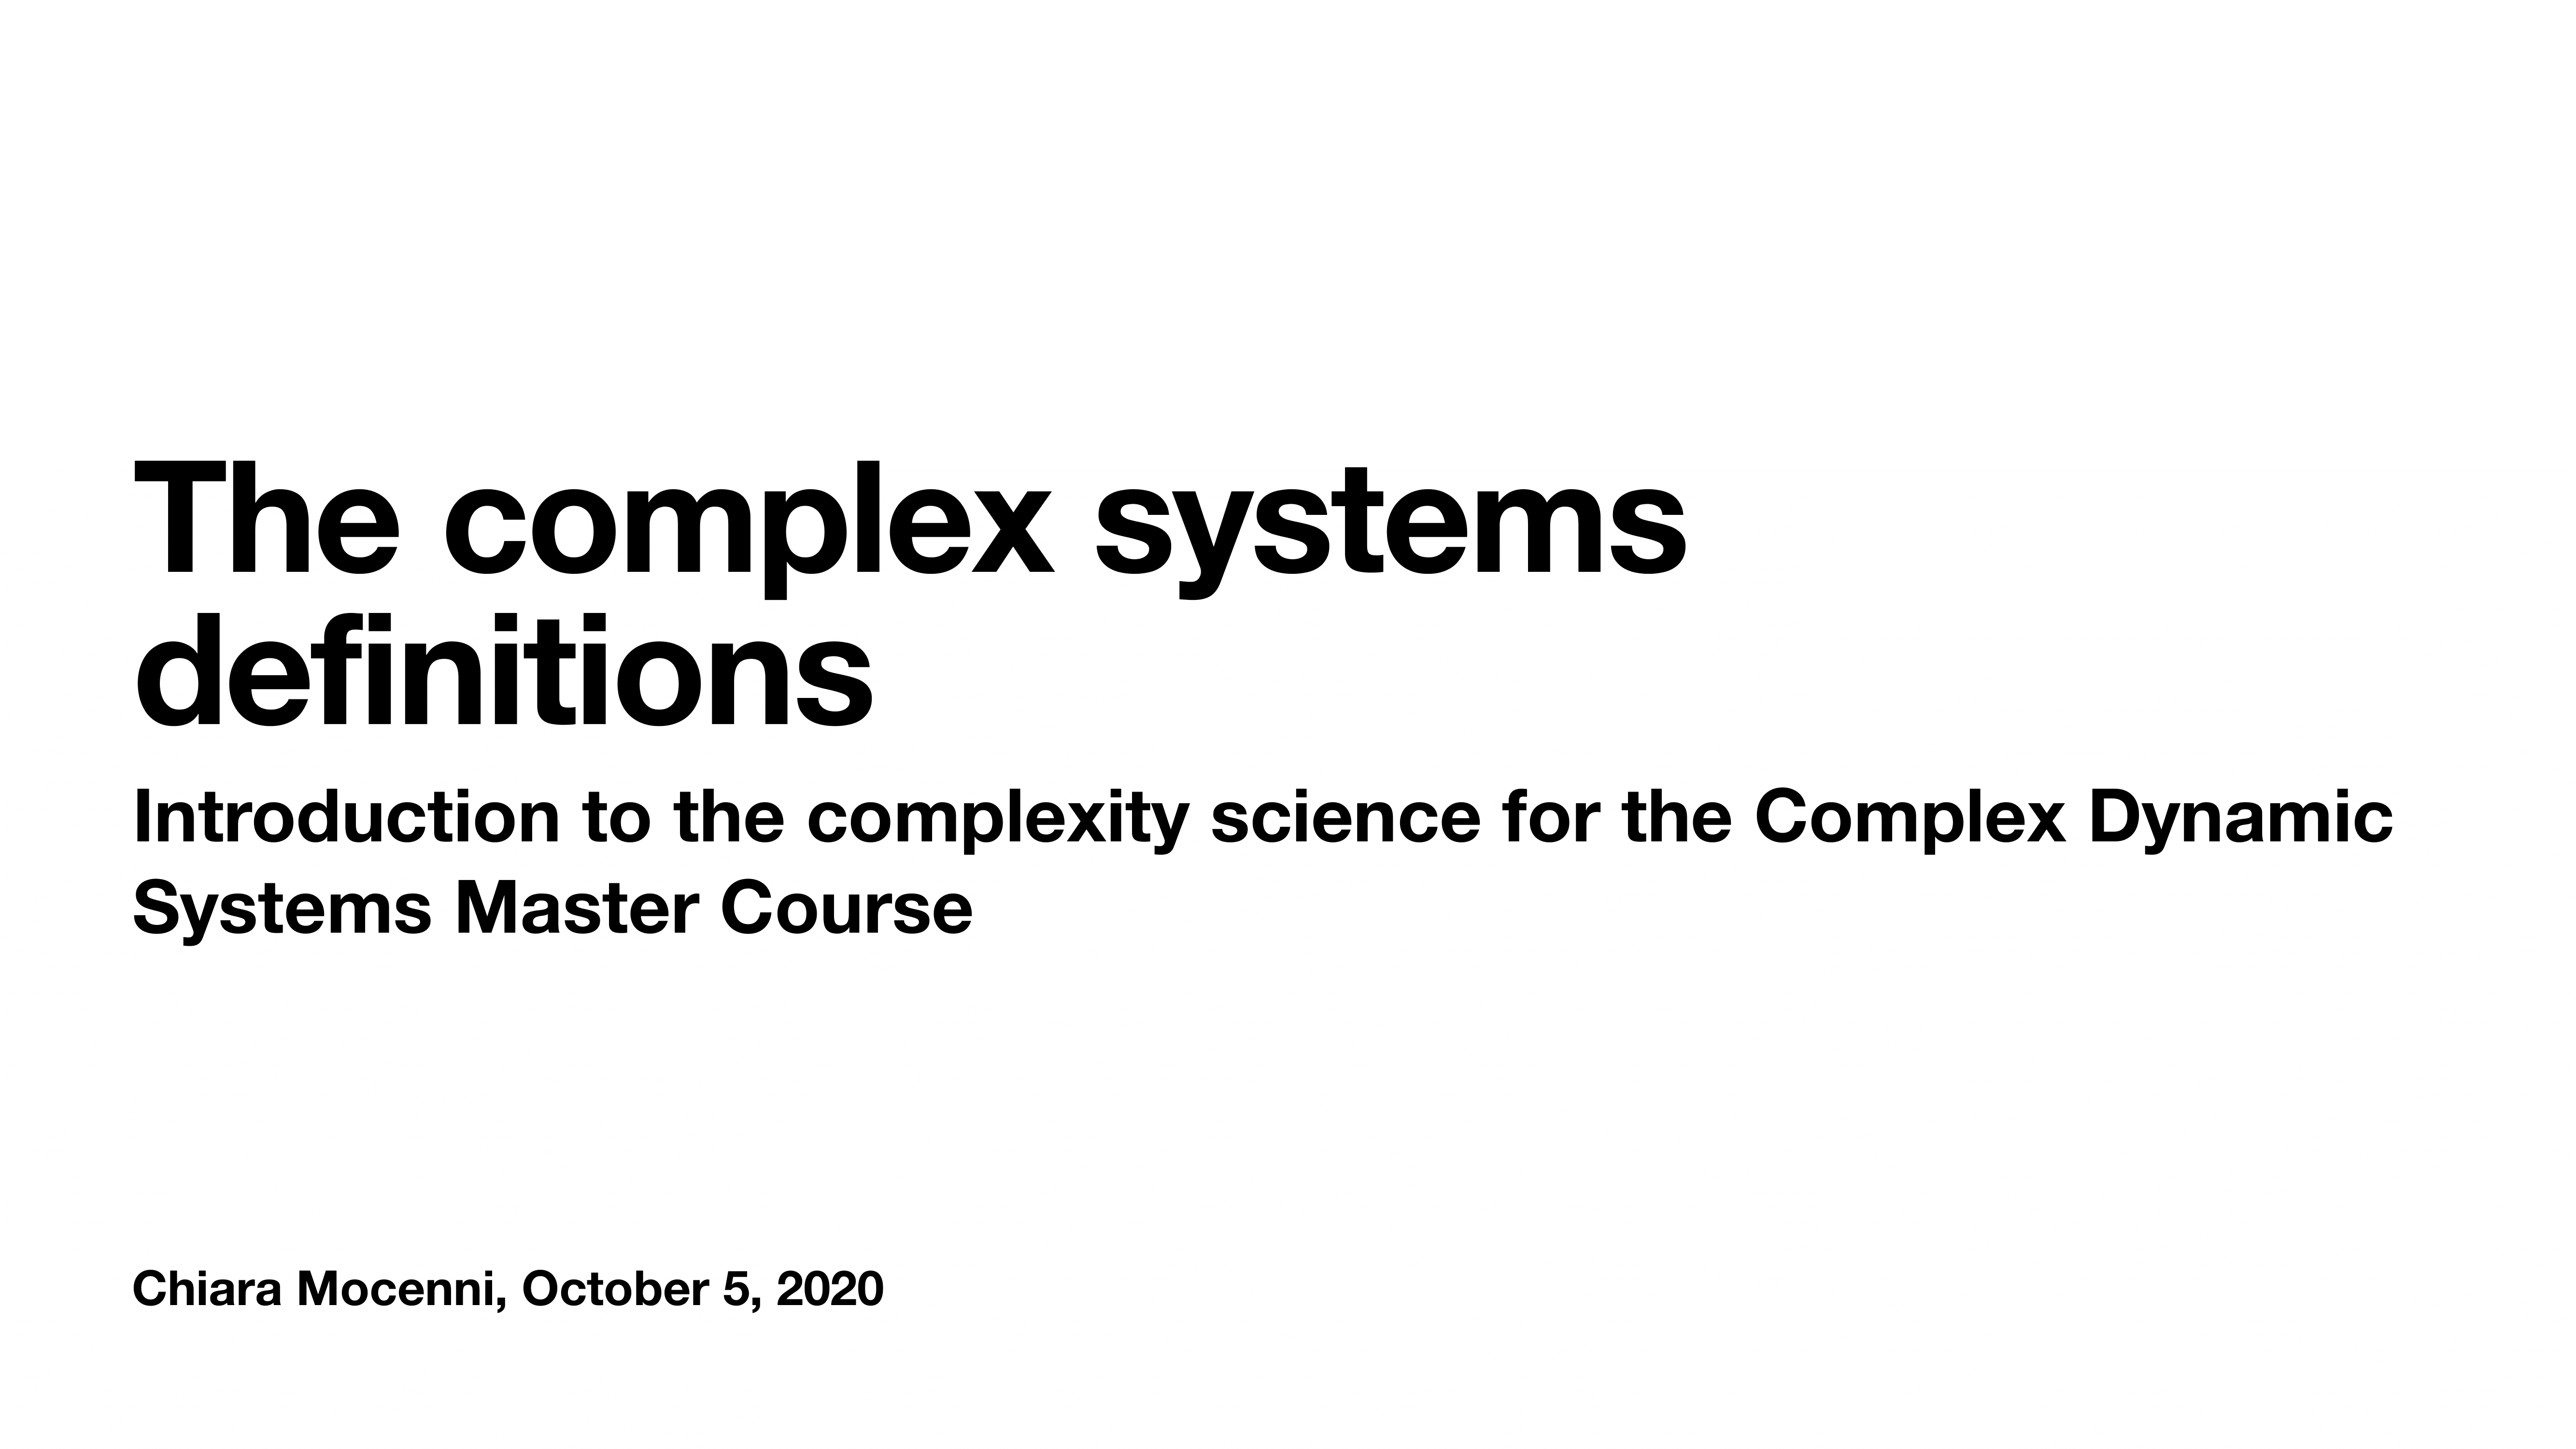 The complex systems
definitions
Introduction to the complexity science for the Complex Dynamic
Systems Master Course
Chiara Mocenni, October 5, 2020